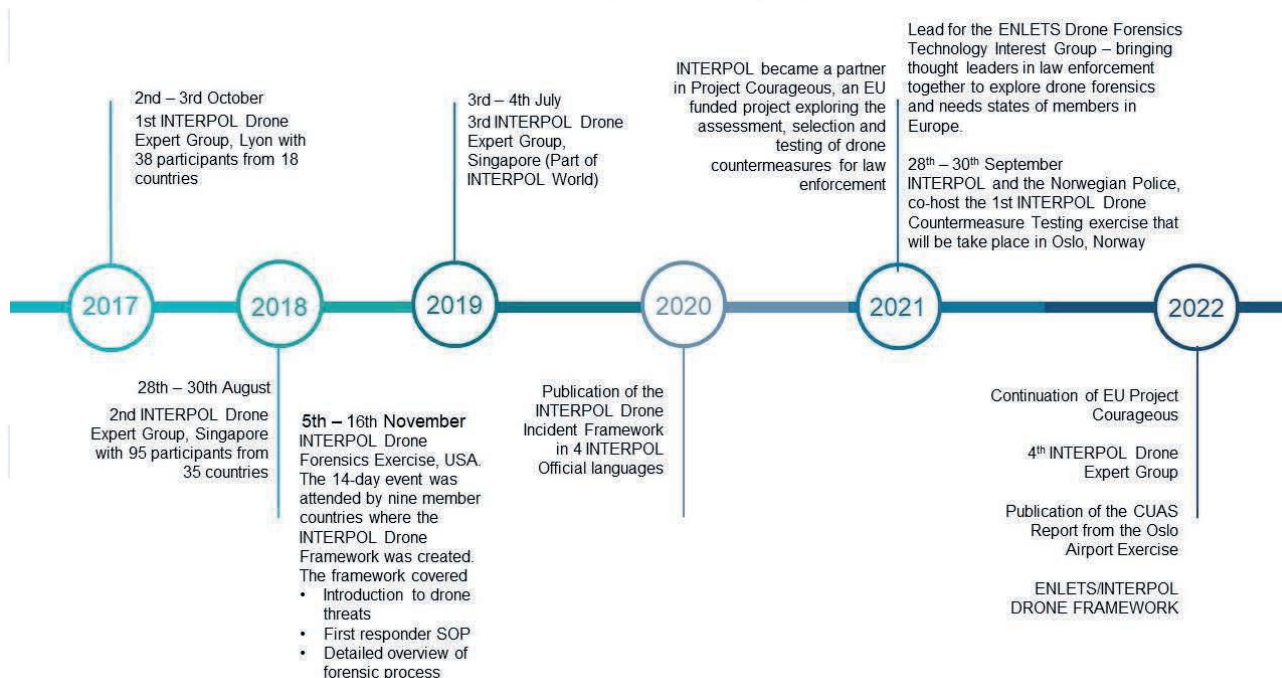 2nd – 3rd October
1st INTERPOL Drone
Expert Group, Lyon with
38 participants from 18
countries
3rd – 4th July
3rd INTERPOL Drone
Expert Group,
Singapore (Part of
INTERPOL World)
INTERPOL became a partner
in Project Courageous, an EU
funded project exploring the
assessment, selection and
testing of drone
countermeasures for law
enforcement
Lead for the ENLETS Drone Forensics
Technology Interest Group – bringing
thought leaders in law enforcement
together to explore drone forensics
and needs states of members in
Europe.
28th – 30th September
INTERPOL and the Norwegian Police,
co-host the 1st INTERPOL Drone
Countermeasure Testing exercise that
will be take place in Oslo, Norway
2017
2018
2019
2020
2021
2022
28th – 30th August
2nd INTERPOL Drone
Expert Group, Singapore
with 95 participants from
35 countries
5th – 16th November
INTERPOL Drone
Forensics Exercise, USA.
The 14-day event was
attended by nine member
countries where the
INTERPOL Drone
Framework was created.
The framework covered
• Introduction to drone
threats
• First responder SOP
• Detailed overview of
forensic process
Publication of the
INTERPOL Drone
Incident Framework
in 4 INTERPOL
Official languages
Continuation of EU Project
Courageous
4th INTERPOL Drone
Expert Group
Publication of the CUAS
Report from the Oslo
Airport Exercise
ENLETS/INTERPOL
DRONE FRAMEWORK